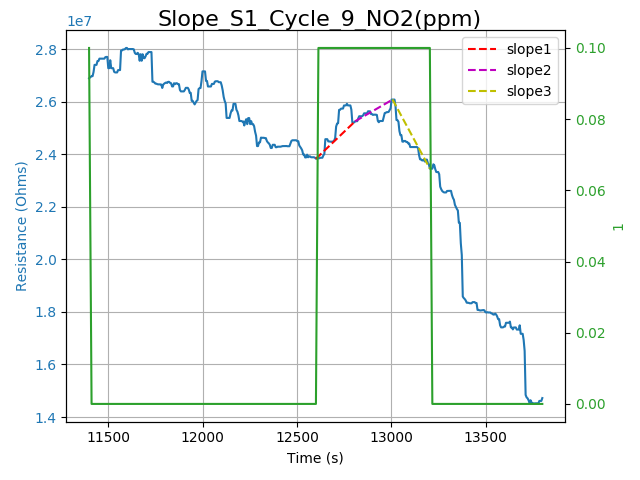 Slope_S1_Cycle_9_NO2(ppm)
1e7
2.8
2.6
2.4
2.2
2.0
1.8
1.6
1.4
Resistance (Ohms)
slope1
slope2
slope3
0.10
0.08
0.06
0.04
0.02
0.00
1
11500 12000 12500 13000 13500
Time (s)